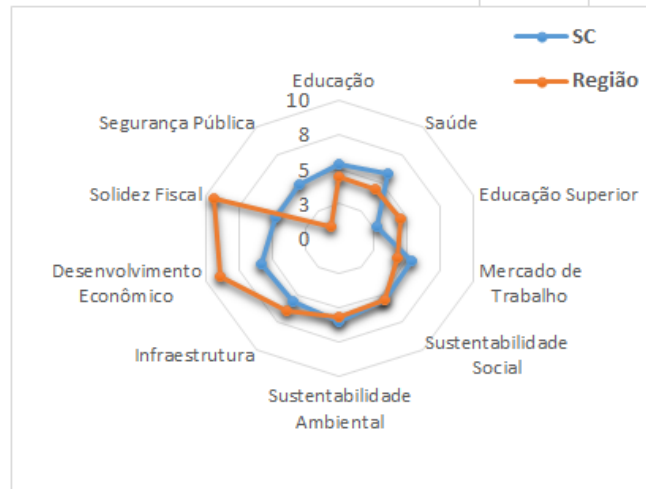 SC
Região
Educação
10
8
5
3
0
Saúde
Educação Superior
Mercado de
Trabalho
Sustentabilidade
Social
Sustentabilidade
Ambiental
Infraestrutura
Desenvolvimento
Econômico
Solidez Fiscal
Segurança Pública